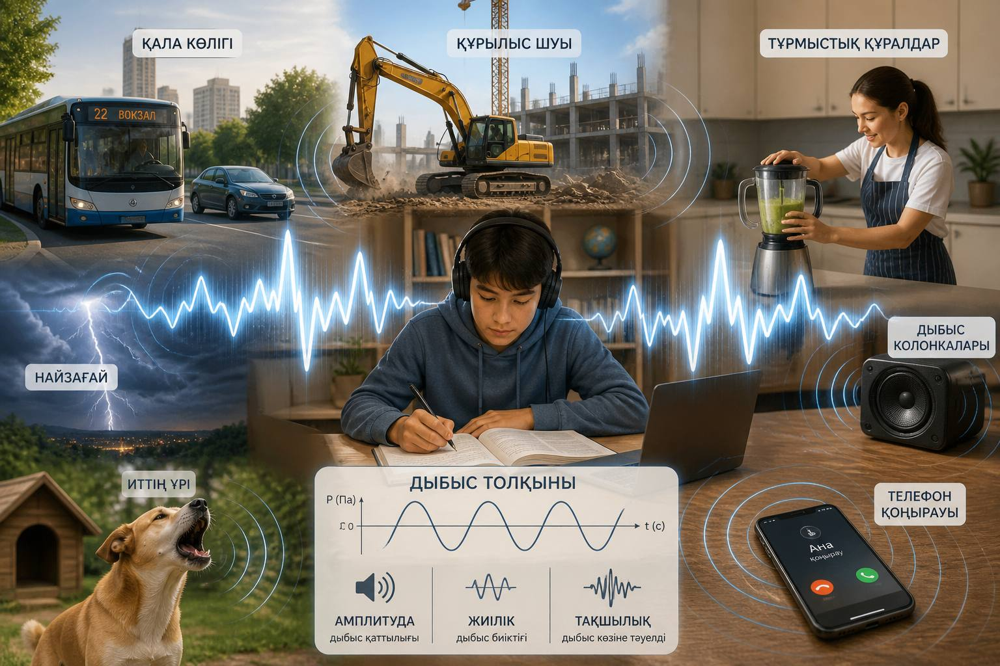 ҚАЛА КӨЛІГІ
ҚҰРЫЛЫС ШУЫ
ТҰРМЫСТЫҚ ҚҰРАЛДАР
22 ВОКЗАЛ
НАЙЗАҒАЙ
ДЫБЫС
КОЛОНКАЛАРЫ
ИТТІҢ ҮРІ
ДЫБЫС ТОЛҚЫНЫ
P (Па)
0
t (с)
АМПЛИТУДА
дыбыс қаттылығы
ЖИІЛІК
дыбыс биіктігі
ТАҚШЫЛЫҚ
дыбыс көзіне тәуелді
ТЕЛЕФОН
ҚОҢЫРАУЫ
Ана
қоңырау